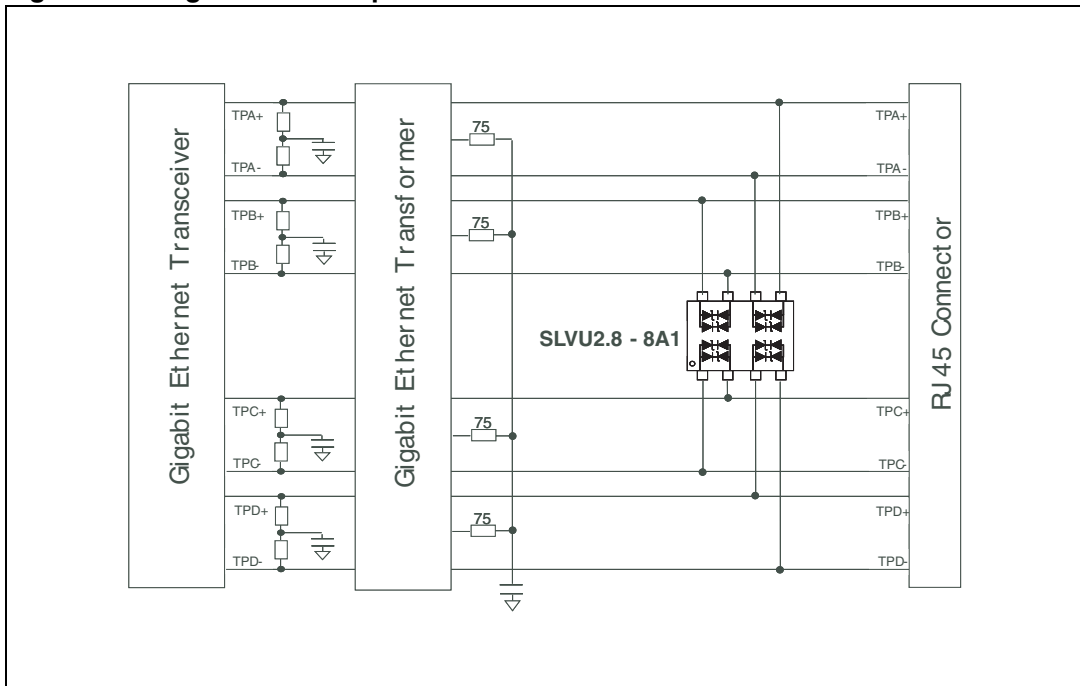 Gigabit Ethernet Transceiver
TPA+
TPA-
TPB+
TPB-
TPC+
TPC-
TPD+
TPD-
Gigabit Ethernet Transformer
75
75
75
75
SLVU2.8 - 8A1
TPA+
TPA-
TPB+
TPB-
TPC+
TPC-
TPD+
TPD-
RJ45 Connector